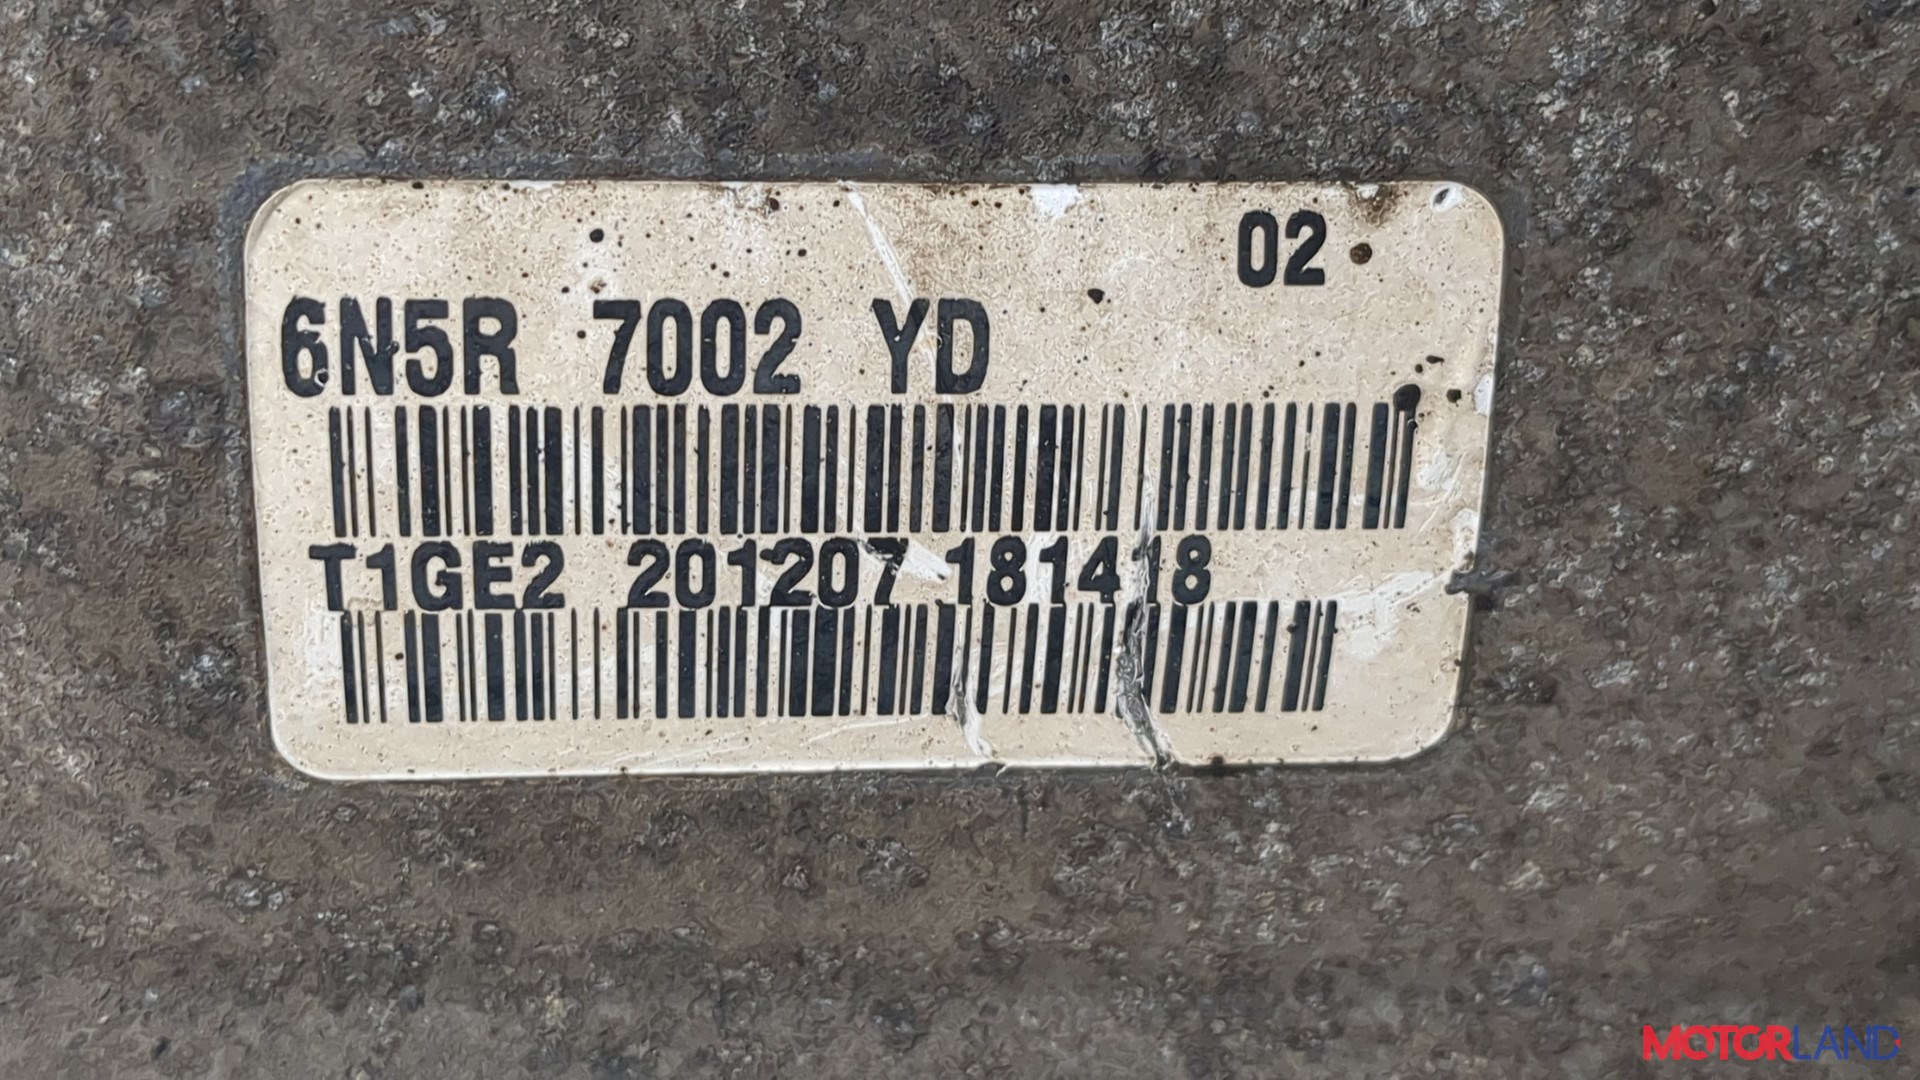 02
6N5R 7002 YD
T1GE2 201207 181418
MOTORLAND